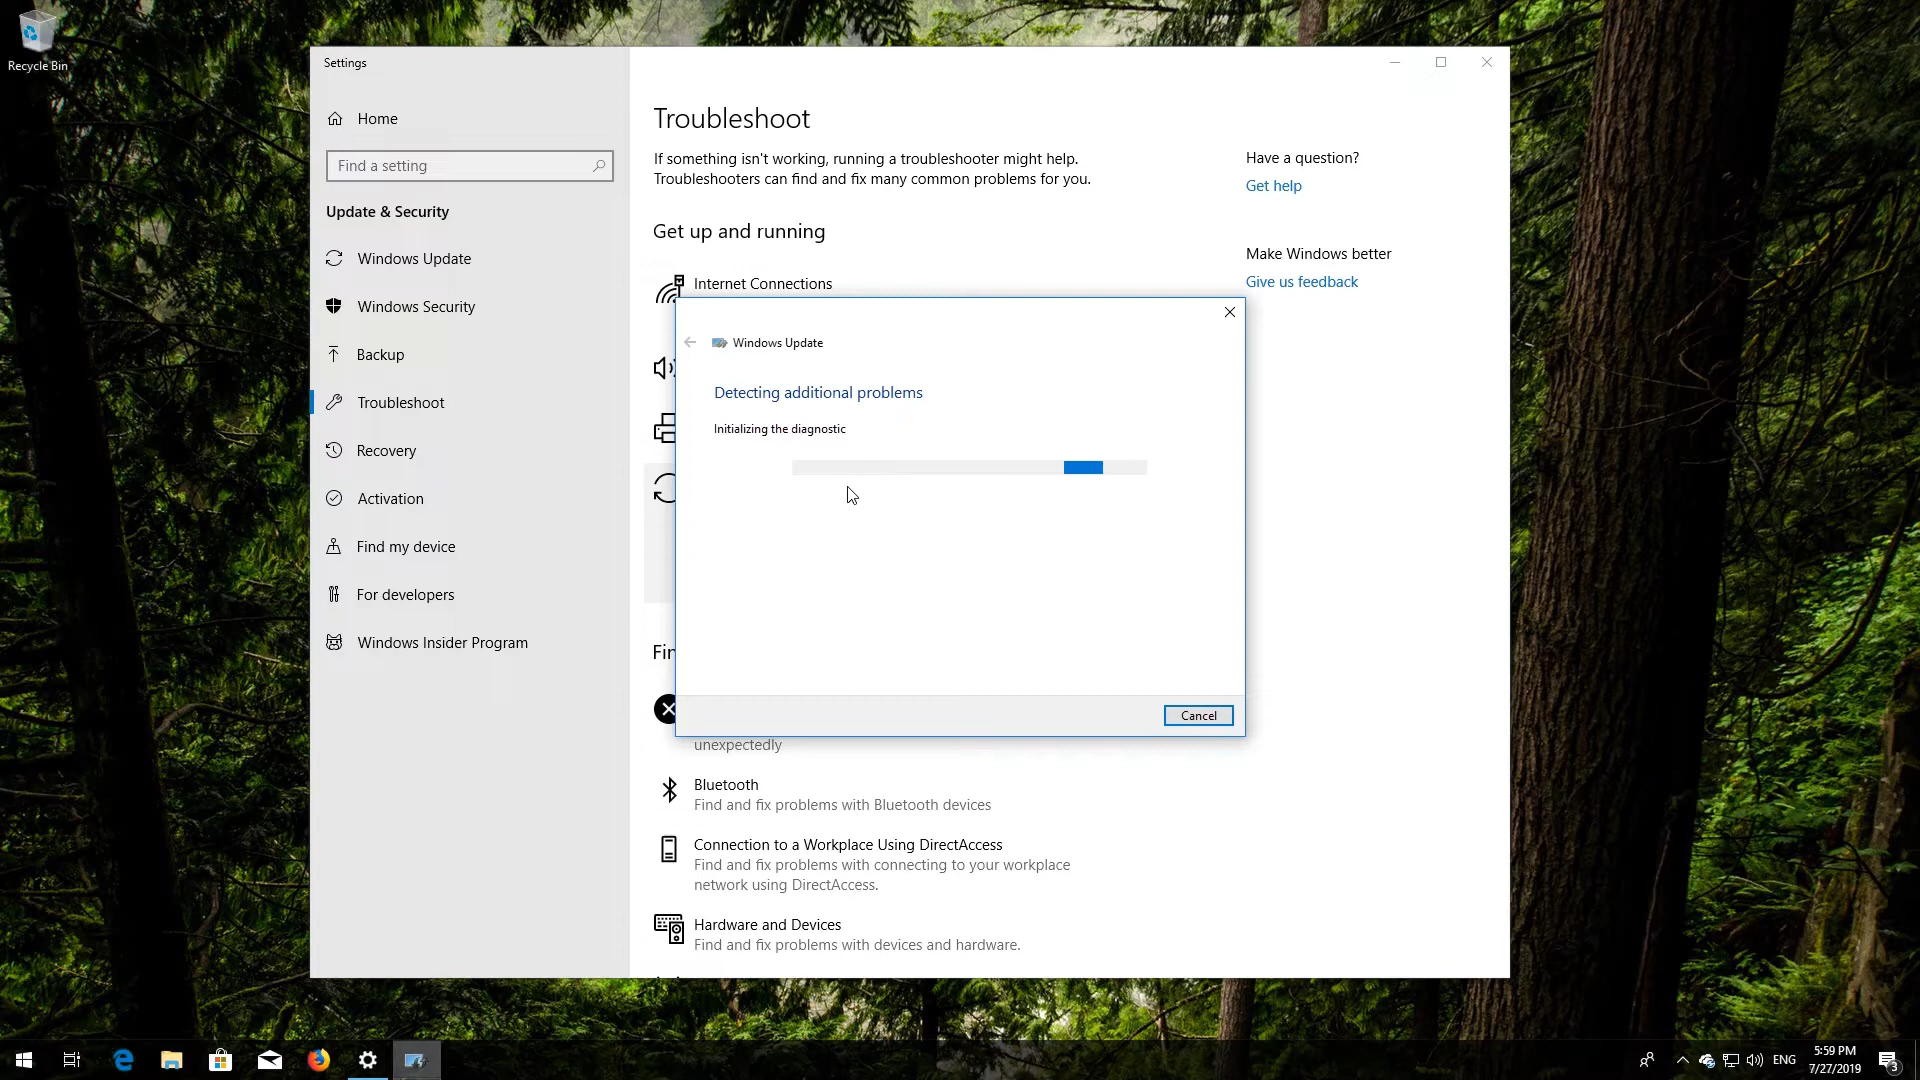 Recycle Bin
Settings
Home
Find a setting
Update & Security
Windows Update
Windows Security
Backup
Troubleshoot
Recovery
Activation
Find my device
For developers
Windows Insider Program
Troubleshoot
If something isn't working, running a troubleshooter might help.
Troubleshooters can find and fix many common problems for you.
Get up and running
Internet Connections
Windows Update
Detecting additional problems
Initializing the diagnostic
Cancel
unexpectedly
Bluetooth
Find and fix problems with Bluetooth devices
Connection to a Workplace Using DirectAccess
Find and fix problems with connecting to your workplace
network using DirectAccess.
Hardware and Devices
Find and fix problems with devices and hardware.
Have a question?
Get help
Make Windows better
Give us feedback
ENG
5:59 PM
7/27/2019
3